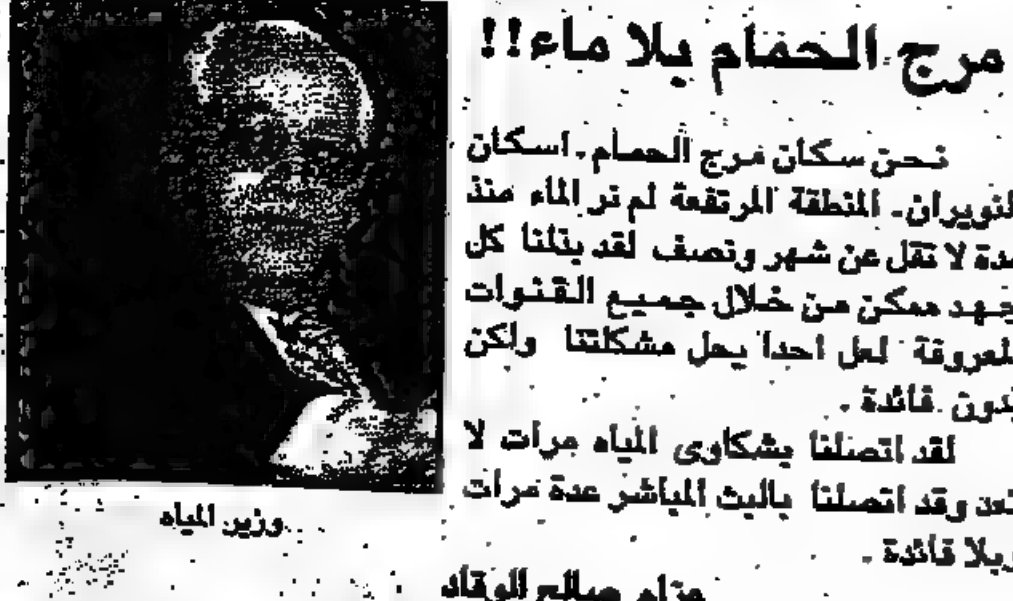 مرج الحمام بلا ماء!!
نحن سكان مرج الحمام. اسكان
النويران. المنطقة المرتفعة لم تر الماء منذ
مدة لا تقل عن شهر ونصف لقد بذلنا كل
جهد ممكن من خلال جميع القنوات
المعروفة لعل احدا يحل مشكلتنا ولكن
بدون فائدة.
لقد اتصلنا بشكاوى المياه مرات لا
تعد وقد اتصلنا بالبث المباشر عدة مرات
وبلا فائدة.
صالح الوقاد
وزير المياه